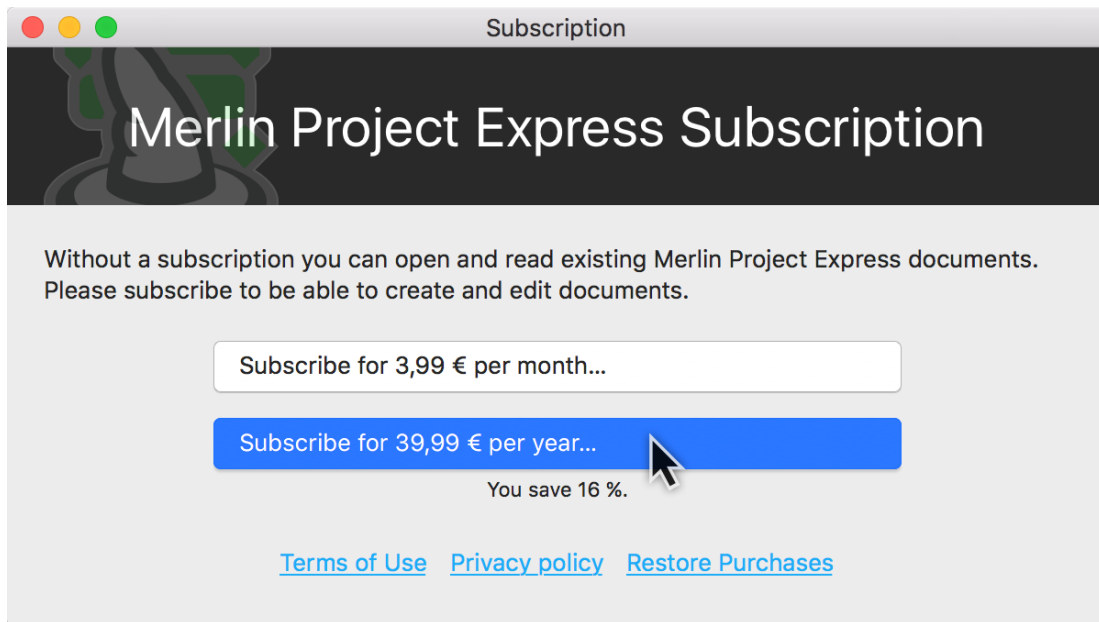 Subscription
Merlin Project Express Subscription
Without a subscription you can open and read existing Merlin Project Express documents.
Please subscribe to be able to create and edit documents.
Subscribe for 3,99 € per month...
Subscribe for 39,99 € per year...
You save 16 %.
Terms of Use Privacy policy Restore Purchases